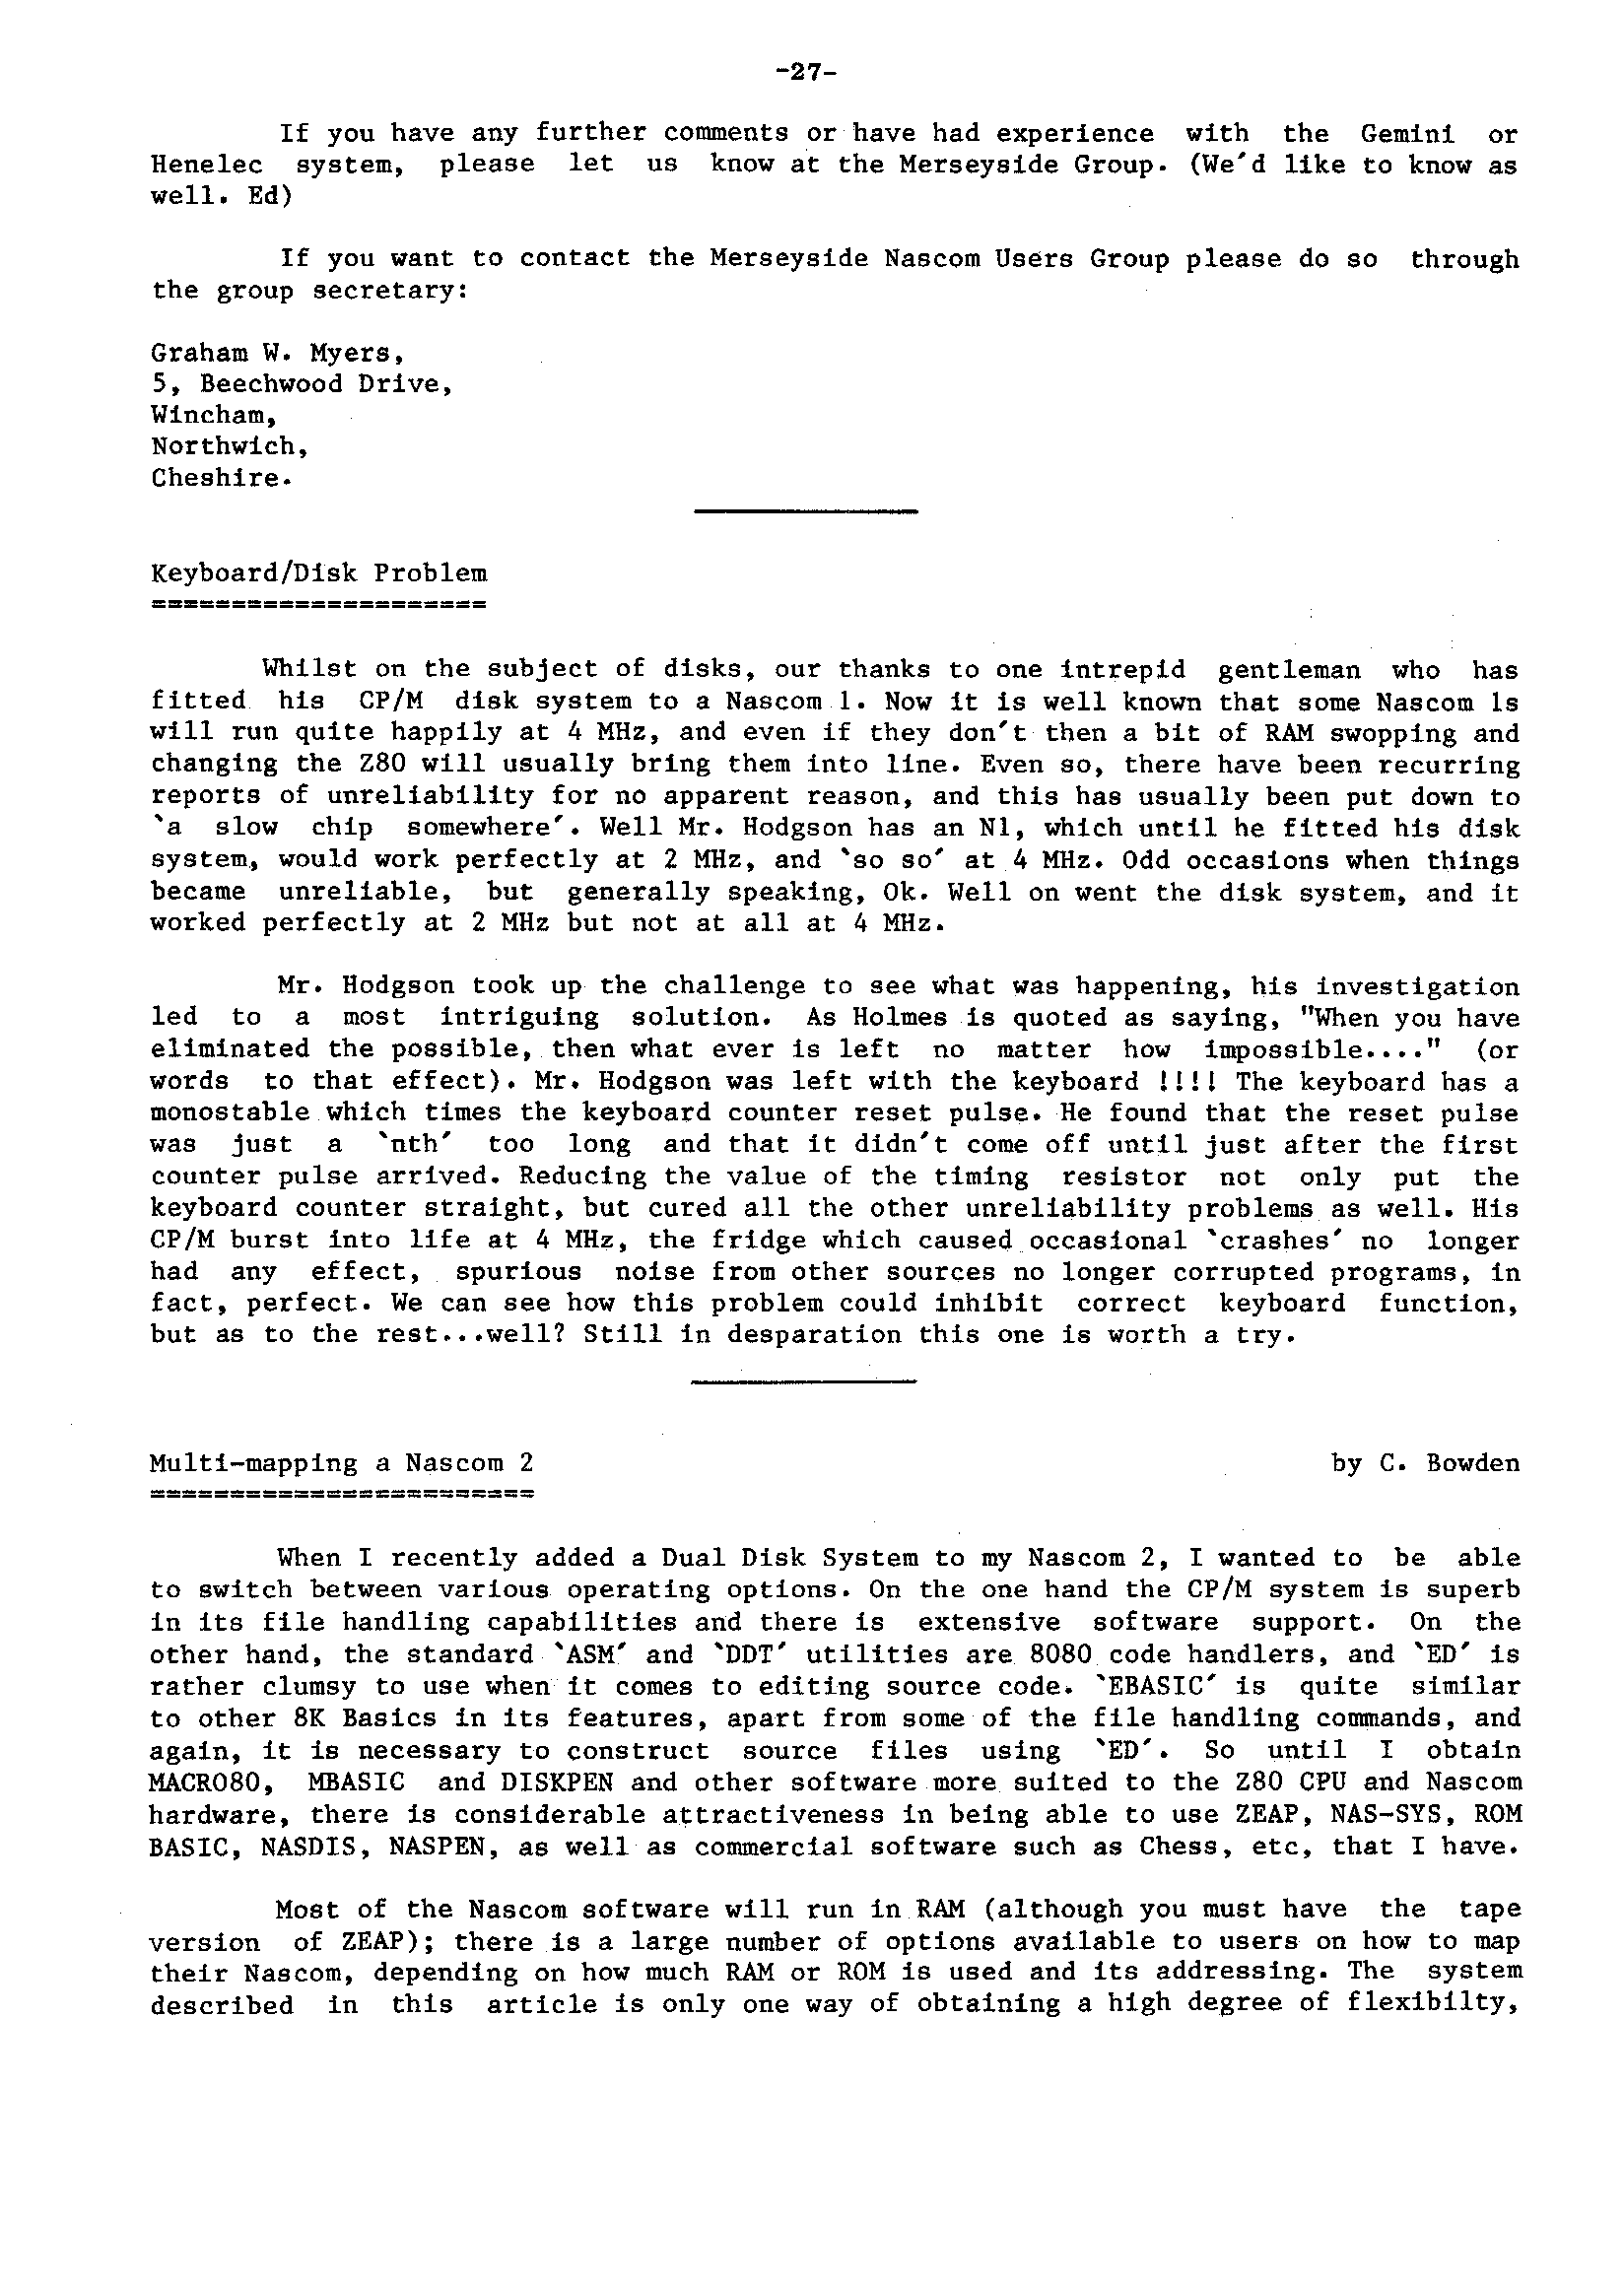 -27-
If you have any further comments or have had experience with the Gemini or
Henelec system, please let us know at the Merseyside Group. (We'd like to know as
well. Ed)
If you want to contact the Merseyside Nascom Users Group please do so through
the group secretary:
Graham W. Myers,
5, Beechwood Drive,
Wincham,
Northwich,
Cheshire.
Keyboard/Disk Problem
=====================
Whilst on the subject of disks, our thanks to one intrepid gentleman who has
fitted his CP/M disk system to a Nascom 1. Now it is well known that some Nascom 1s
will run quite happily at 4 MHz, and even if they don't then a bit of RAM swopping and
changing the Z80 will usually bring them into line. Even so, there have been recurring
reports of unreliability for no apparent reason, and this has usually been put down to
`a slow chip somewhere'. Well Mr. Hodgson has an N1, which until he fitted his disk
system, would work perfectly at 2 MHz, and `so so' at 4 MHz. Odd occasions when things
became unreliable, but generally speaking, Ok. Well on went the disk system, and it
worked perfectly at 2 MHz but not at all at 4 MHz.
Mr. Hodgson took up the challenge to see what was happening, his investigation
led to a most intriguing solution. As Holmes is quoted as saying, "When you have
eliminated the possible, then what ever is left no matter how impossible...." (or
words to that effect). Mr. Hodgson was left with the keyboard !!!! The keyboard has a
monostable which times the keyboard counter reset pulse. He found that the reset pulse
was just a `nth' too long and that it didn't come off until just after the first
counter pulse arrived. Reducing the value of the timing resistor not only put the
keyboard counter straight, but cured all the other unreliability problems as well. His
CP/M burst into life at 4 MHz, the fridge which caused occasional `crashes' no longer
had any effect, spurious noise from other sources no longer corrupted programs, in
fact, perfect. We can see how this problem could inhibit correct keyboard function,
but as to the rest...well? Still in desparation this one is worth a try.
Multi-mapping a Nascom 2 by C. Bowden
========================
When I recently added a Dual Disk System to my Nascom 2, I wanted to be able
to switch between various operating options. On the one hand the CP/M system is superb
in its file handling capabilities and there is extensive software support. On the
other hand, the standard `ASM' and `DDT' utilities are 8080 code handlers, and `ED' is
rather clumsy to use when it comes to editing source code. `EBASIC' is quite similar
to other 8K Basics in its features, apart from some of the file handling commands, and
again, it is necessary to construct source files using `ED'. So until I obtain
MACRO80, MBASIC and DISKPEN and other software more suited to the Z80 CPU and Nascom
hardware, there is considerable attractiveness in being able to use ZEAP, NAS-SYS, ROM
BASIC, NASDIS, NASPEN, as well as commercial software such as Chess, etc, that I have.
Most of the Nascom software will run in RAM (although you must have the tape
version of ZEAP); there is a large number of options available to users on how to map
their Nascom, depending on how much RAM or ROM is used and its addressing. The system
described in this article is only one way of obtaining a high degree of flexibilty,